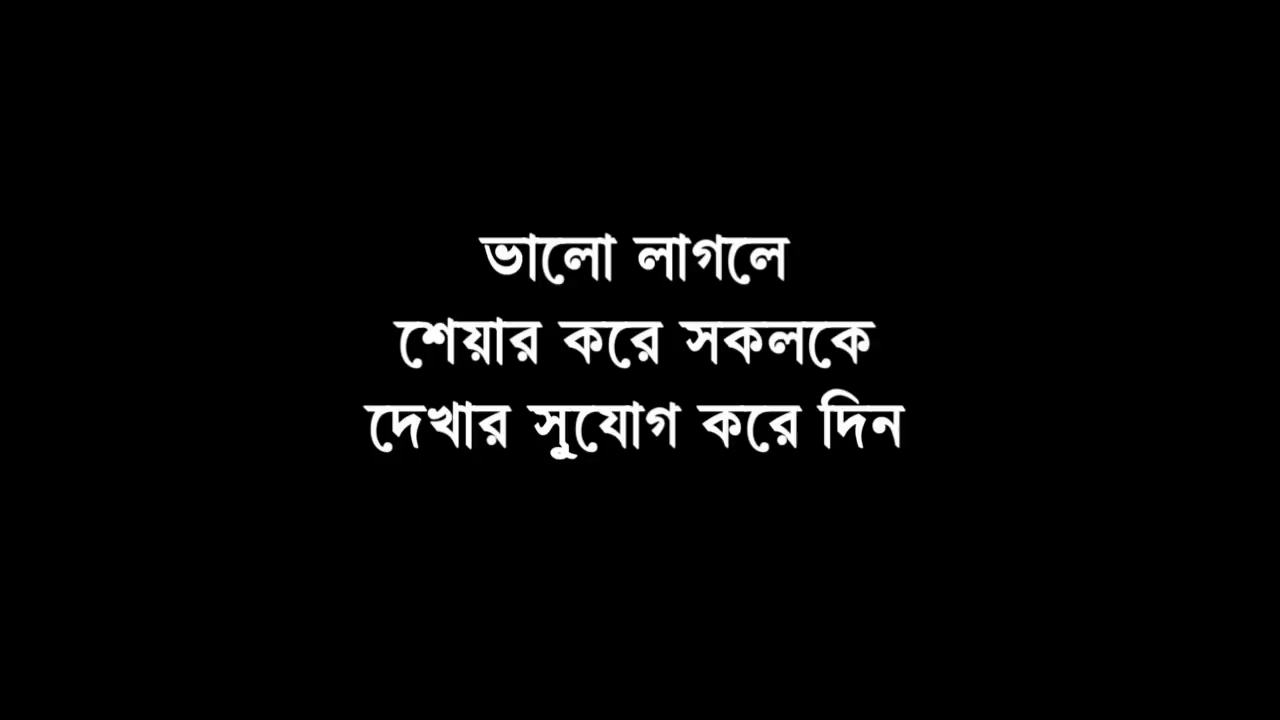 ভালো লাগলে
শেয়ার করে সকলকে
দেখার সুযোগ করে দিন